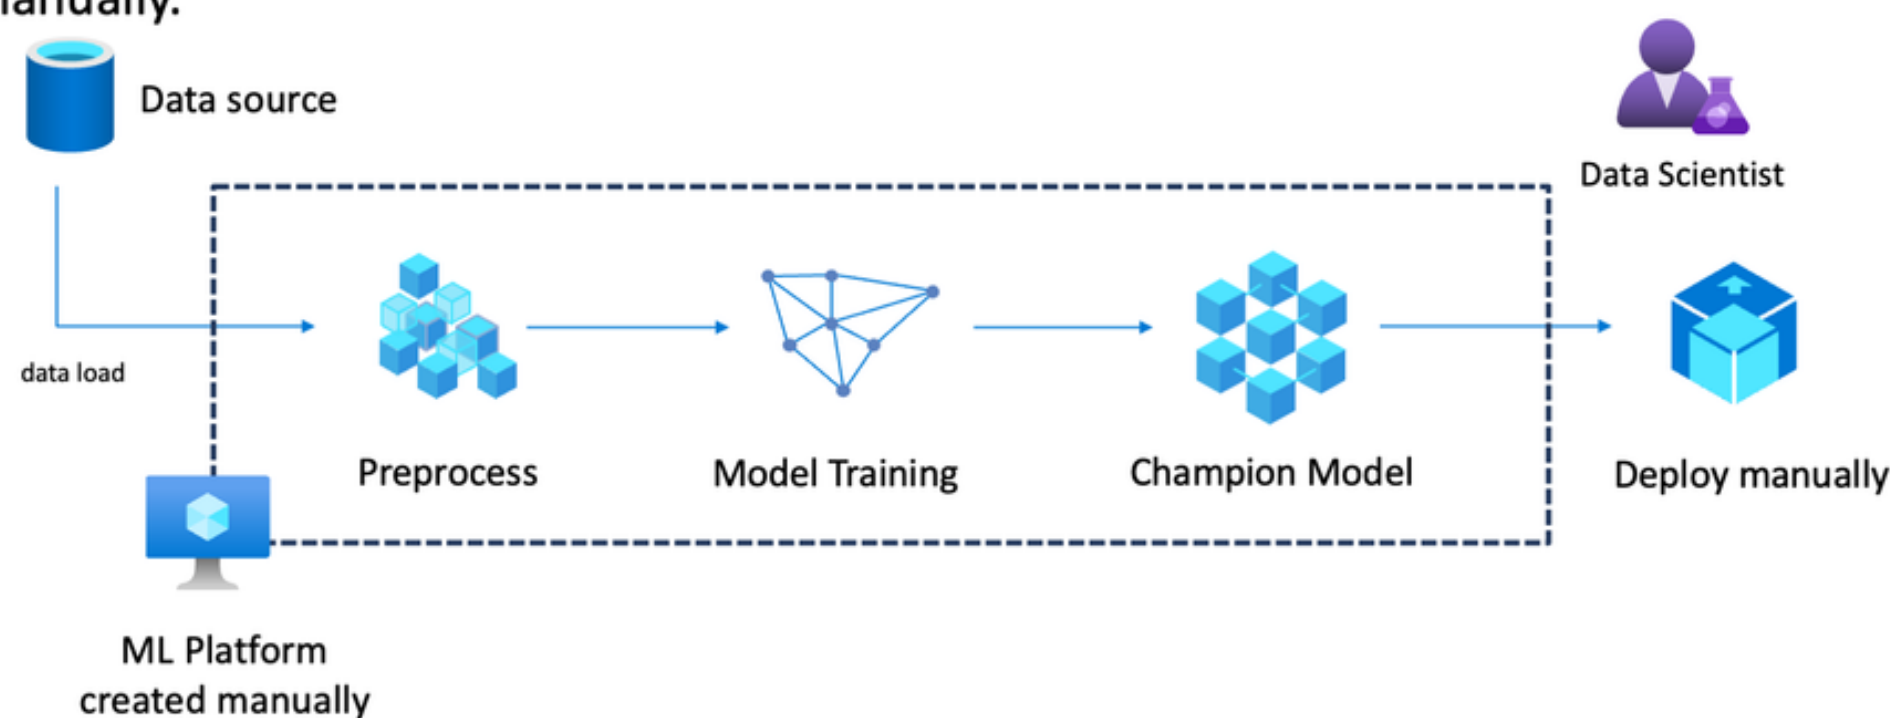 Data source
Data Scientist
data load
Preprocess
Model Training
Champion Model
Deploy manually
ML Platform
created manually